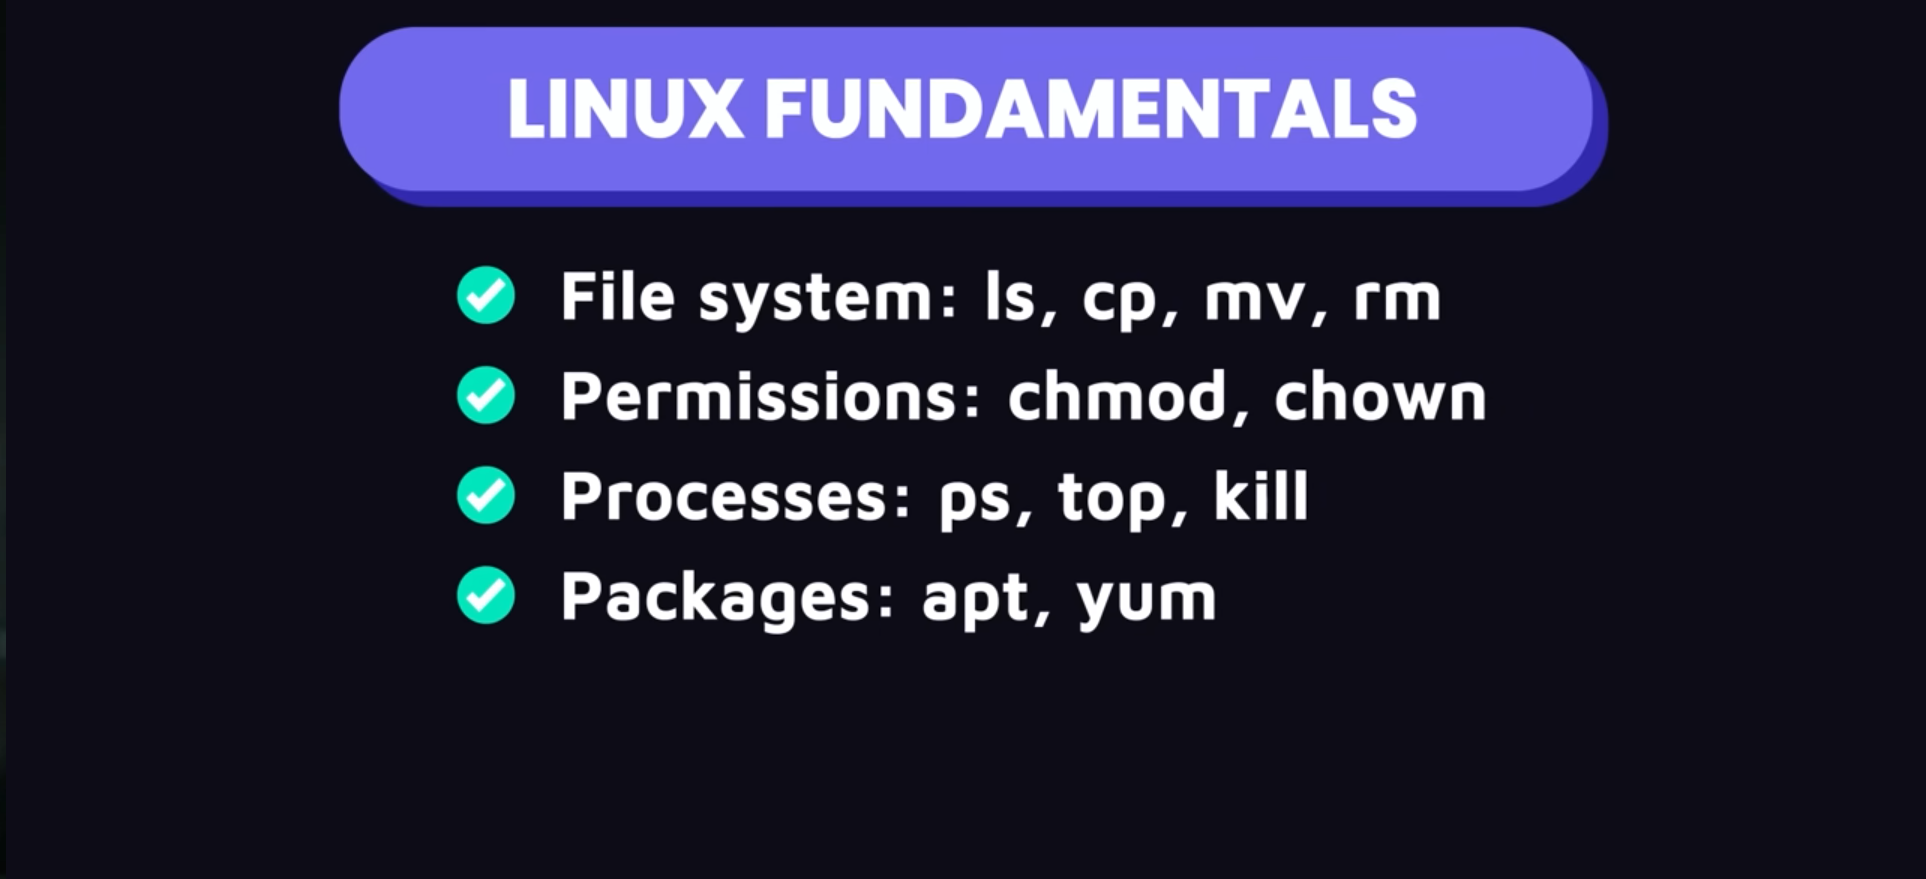 LINUX FUNDAMENTALS
File system: ls, cp, mv, rm
Permissions: chmod, chown
Processes: ps, top, kill
Packages: apt, yum